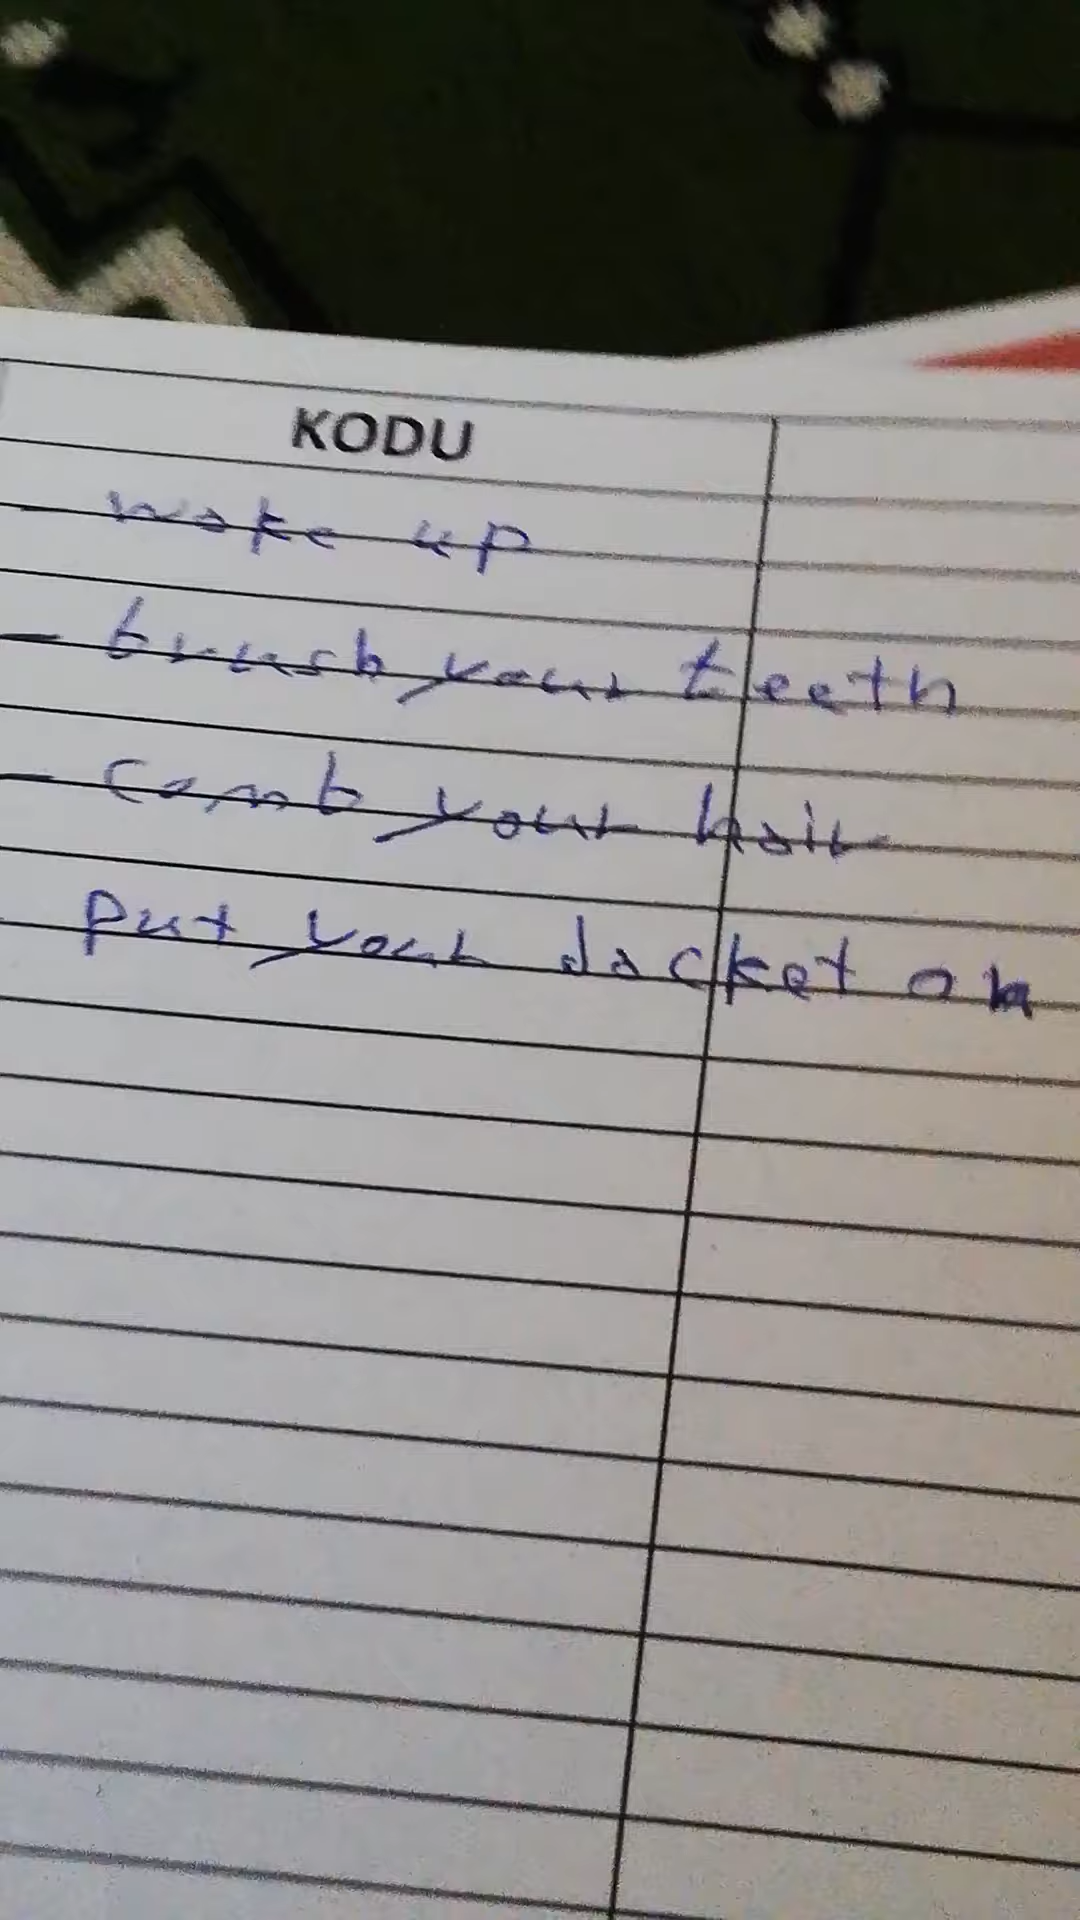 KODU
- wake up
- brush your teeth
- comb your hair
put your jacket on